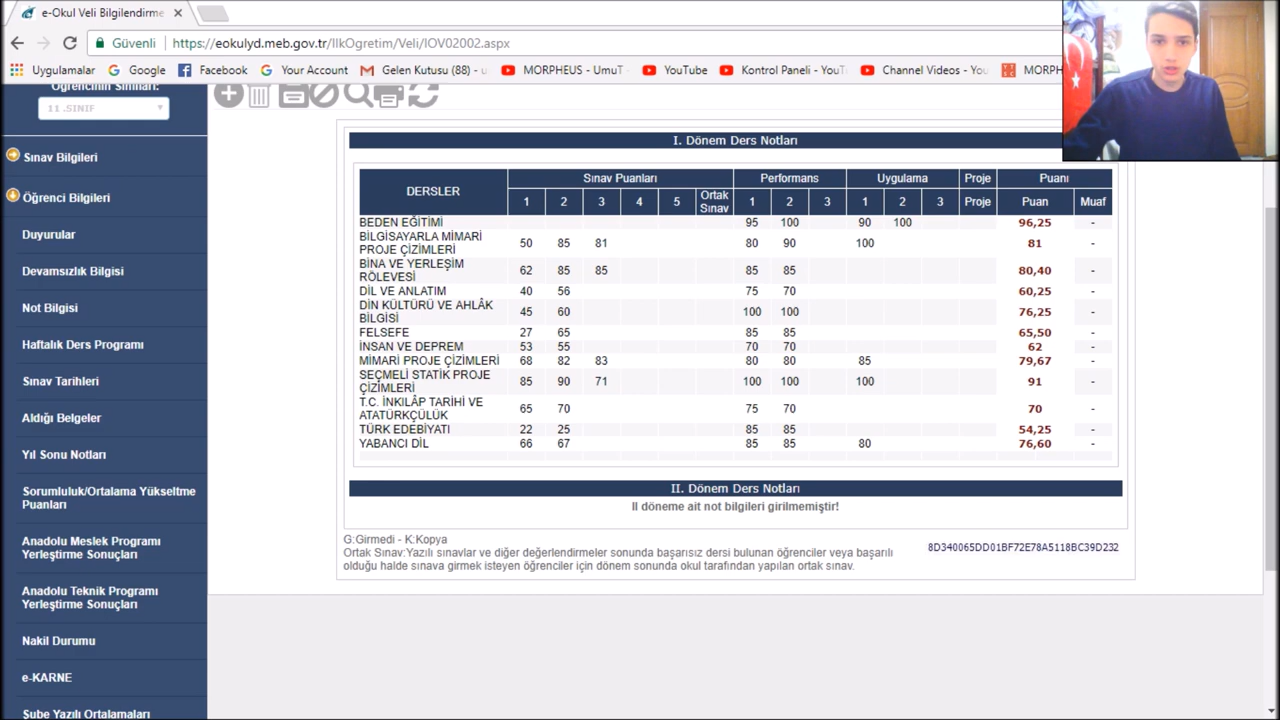 e-Okul Veli Bilgilendirme
Güvenli
https://eokulyd.meb.gov.tr/IlkOgretim/Veli/IOV02002.aspx
Uygulamalar Google Facebook Your Account Gelen Kutusu (88) - MORPHEUS - UmuT YouTube Kontrol Paneli - YouT Channel Videos - You MORPH
Öğrencinin Sınıfları:
11 .SINIF
Sınav Bilgileri
Öğrenci Bilgileri
Duyurular
Devamsızlık Bilgisi
Not Bilgisi
Haftalık Ders Programı
Sınav Tarihleri
Aldığı Belgeler
Yıl Sonu Notları
Sorumluluk/Ortalama Yükseltme
Puanları
Anadolu Meslek Programı
Yerleştirme Sonuçları
Anadolu Teknik Programı
Yerleştirme Sonuçları
Nakil Durumu
e-KARNE
Şube Yazılı Ortalamaları
I. Dönem Ders Notları
DERSLER Sınav Puanları Performans Uygulama Proje Puanı
1 2 3 4 5 Ortak Sınav 1 2 3 1 2 3 Proje Puan Muaf
BEDEN EĞİTİMİ 95 100 90 100 96,25 -
BİLGİSAYARLA MİMARİ
PROJE ÇİZİMLERİ 50 85 81 80 90 100 81 -
BİNA VE YERLEŞİM
RÖLEVESİ 62 85 85 85 85 80,40 -
DİL VE ANLATIM 40 56 75 70 60,25 -
DİN KÜLTÜRÜ VE AHLÂK
BİLGİSİ 45 60 100 100 76,25 -
FELSEFE 27 65 85 85 65,50 -
İNSAN VE DEPREM 53 55 70 70 62 -
MİMARİ PROJE ÇİZİMLERİ 68 82 83 80 80 85 79,67 -
SEÇMELİ STATİK PROJE
ÇİZİMLERİ 85 90 71 100 100 100 91 -
T.C. İNKILÂP TARİHİ VE
ATATÜRKÇÜLÜK 65 70 75 70 70 -
TÜRK EDEBİYATI 22 25 85 85 54,25 -
YABANCI DİL 66 67 85 85 80 76,60 -
II. Dönem Ders Notları
II döneme ait not bilgileri girilmemiştir!
G:Girmedi - K:Kopya
Ortak Sınav:Yazılı sınavlar ve diğer değerlendirmeler sonunda başarısız dersi bulunan öğrenciler veya başarılı
olduğu halde sınava girmek isteyen öğrenciler için dönem sonunda okul tarafından yapılan ortak sınav.
8D340065DD01BF72E78A5118BC39D232